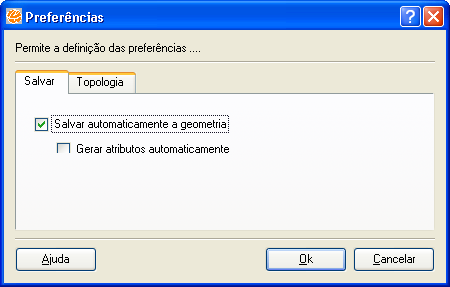 Preferências
Permite a definição das preferências ....
Salvar Topologia
Salvar automaticamente a geometria
Gerar atributos automaticamente
Ajuda Ok Cancelar